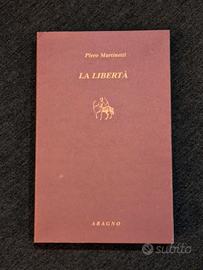 Piero Martinetti
LA LIBERTÀ
ARAGNO
subito